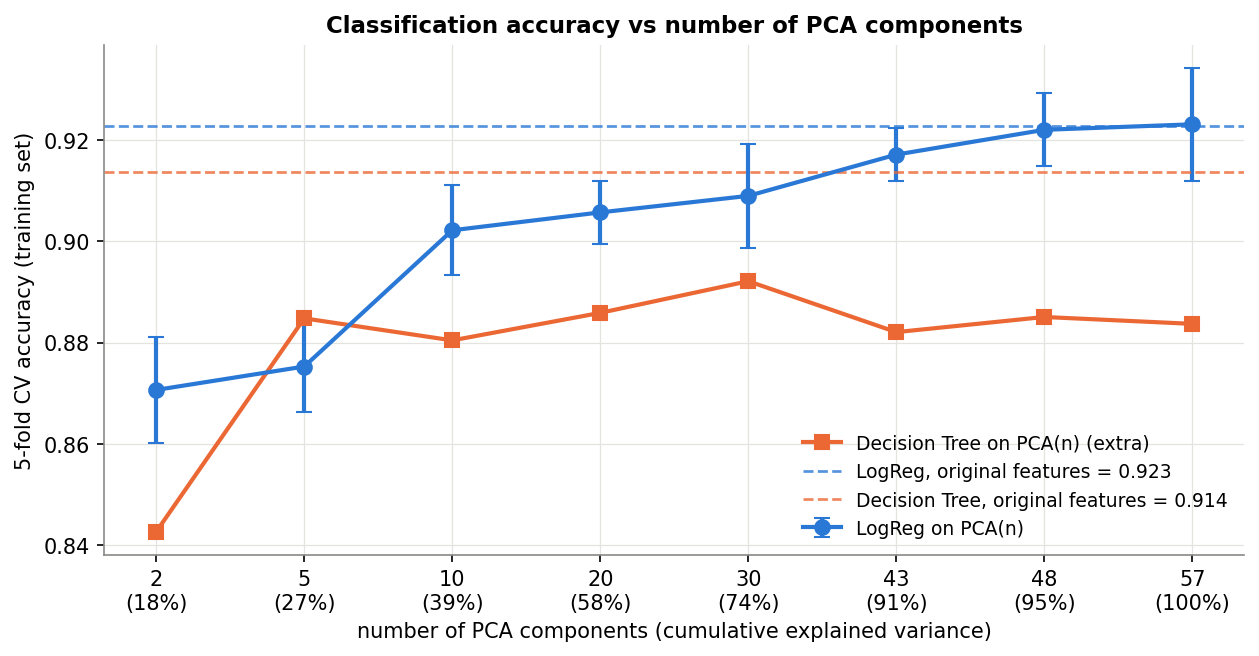 Classification accuracy vs number of PCA components
5-fold CV accuracy (training set)
0.92
0.90
0.88
0.86
0.84
Decision Tree on PCA(n) (extra)
LogReg, original features = 0.923
Decision Tree, original features = 0.914
LogReg on PCA(n)
2 5 10 20 30 43 48 57
(18%) (27%) (39%) (58%) (74%) (91%) (95%) (100%)
number of PCA components (cumulative explained variance)